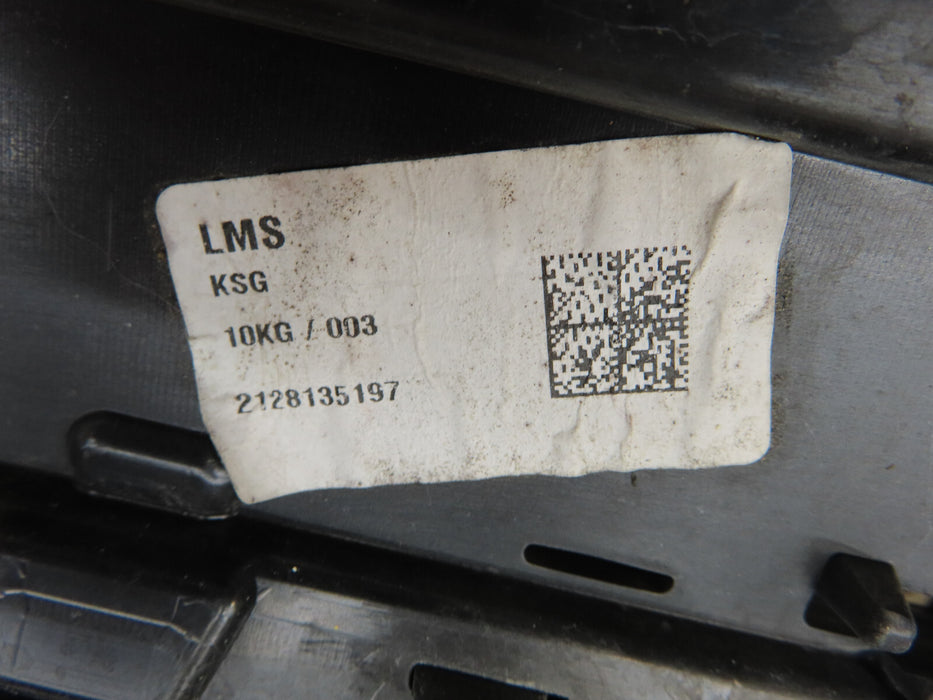 LMS
KSG
10KG / 003
2128135197